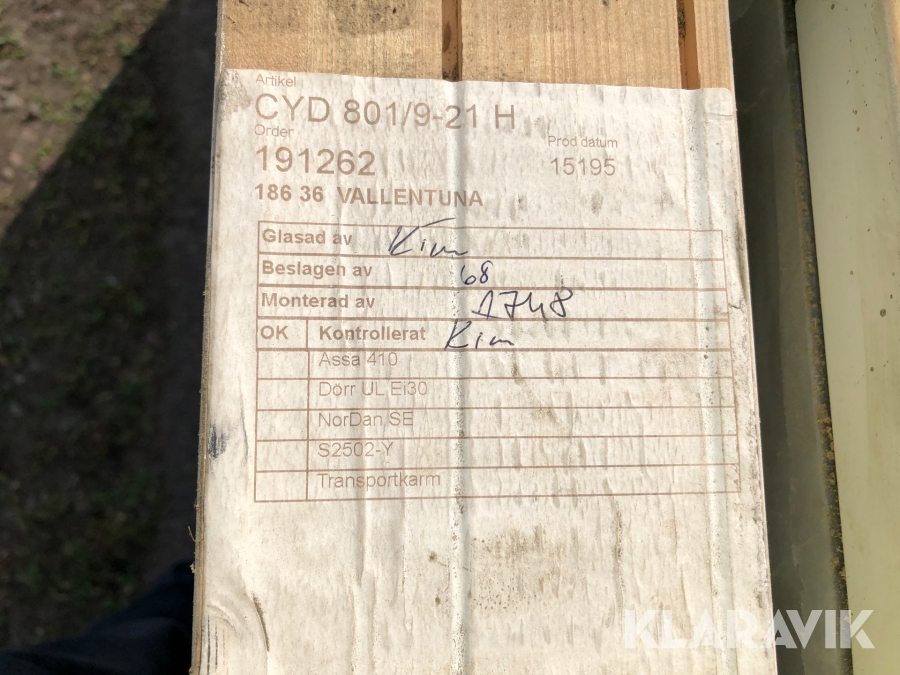 Artikel
CYD 801/9-21 H
Order
Prod datum
191262
15195
186 36 VALLENTUNA
Glasad av Kim
Beslagen av 68
Monterad av 1748
OK Kontrollerat Kim
Assa 410
Dörr UL Ei30
NorDan SE
S2502-Y
Transportkarm
KLARAVIK